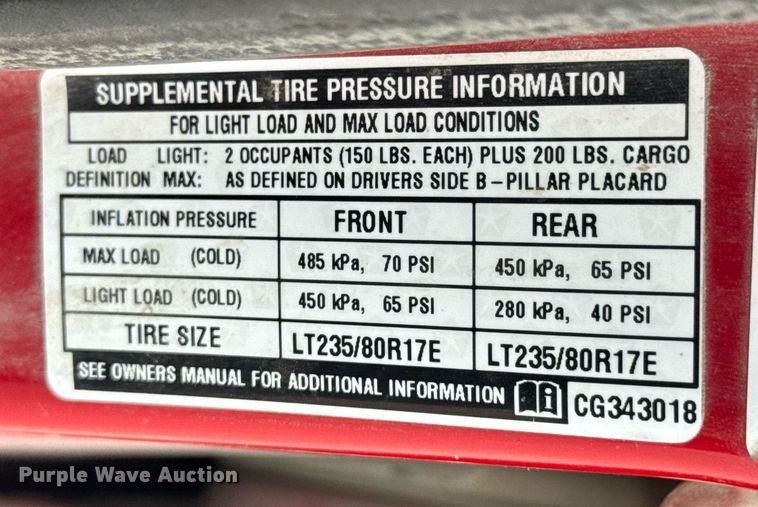 SUPPLEMENTAL TIRE PRESSURE INFORMATION
FOR LIGHT LOAD AND MAX LOAD CONDITIONS
LOAD LIGHT: 2 OCCUPANTS (150 LBS. EACH) PLUS 200 LBS. CARGO
DEFINITION MAX: AS DEFINED ON DRIVERS SIDE B-PILLAR PLACARD
INFLATION PRESSURE FRONT REAR
MAX LOAD (COLD) 485 kPa, 70 PSI 450 kPa, 65 PSI
LIGHT LOAD (COLD) 450 kPa, 65 PSI 280 kPa, 40 PSI
TIRE SIZE LT235/80R17E LT235/80R17E
SEE OWNERS MANUAL FOR ADDITIONAL INFORMATION CG343018
Purple Wave Auction